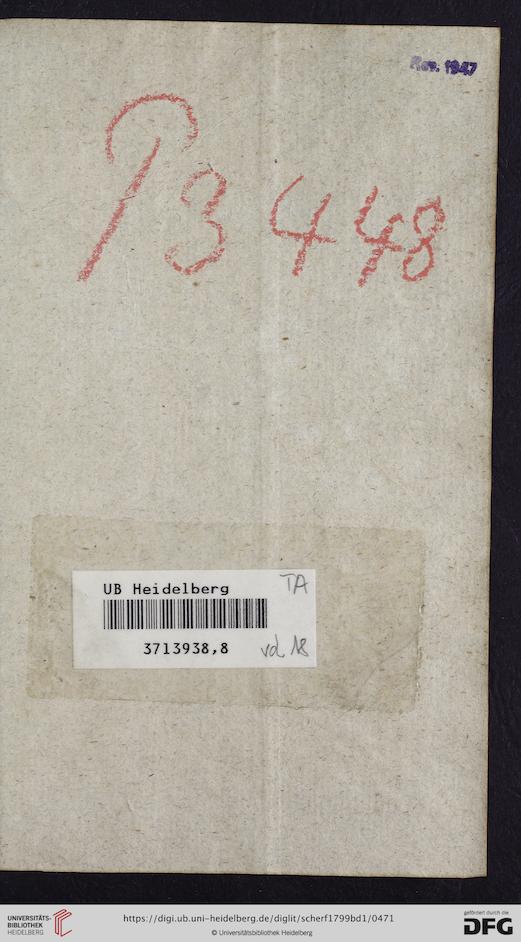 Rev. 1947
P3 448
UB Heidelberg
TA
3713938,8
vol 18
UNIVERSITÄTS-
BIBLIOTHEK
HEIDELBERG
https://digi.ub.uni-heidelberg.de/diglit/scherf1799bd1/0471
© Universitätsbibliothek Heidelberg
gefördert durch die
DFG